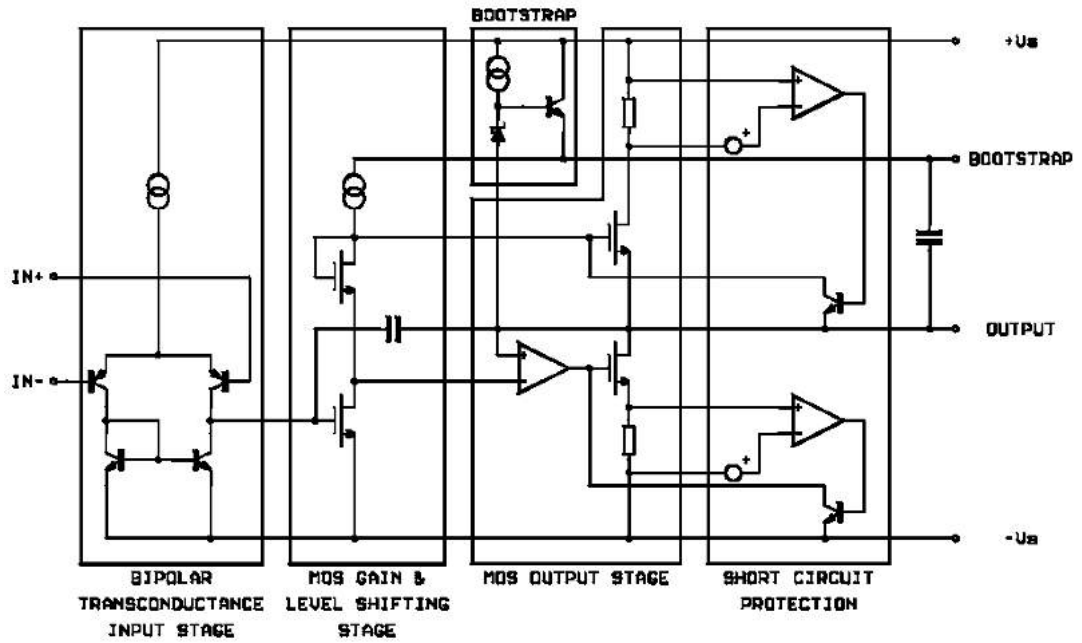 BOOTSTRAP
+Vs
+
-
+
BOOTSTRAP
IN+
OUTPUT
IN-
+
-
+
-
+
-Vs
BIPOLAR
TRANSCONDUCTANCE
INPUT STAGE
MOS GAIN &
LEVEL SHIFTING
STAGE
MOS OUTPUT STAGE
SHORT CIRCUIT
PROTECTION